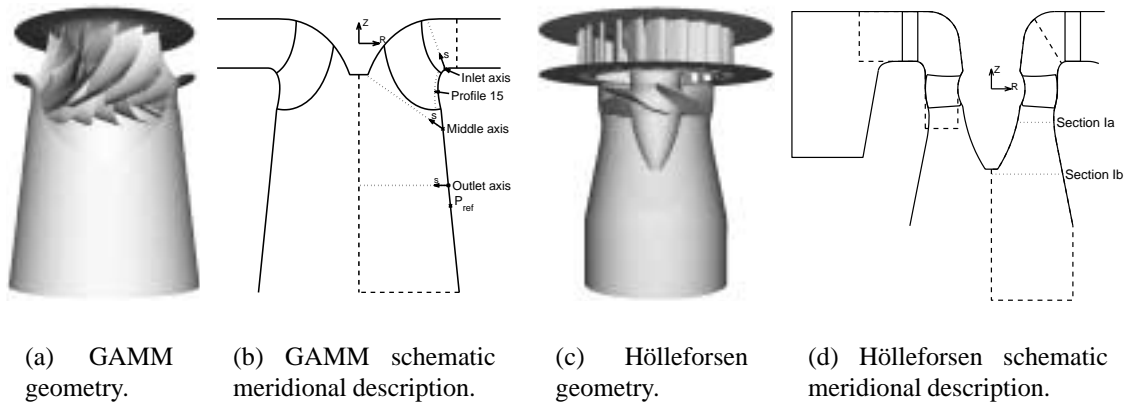 Z
R
S
Inlet axis
Profile 15
S
Middle axis
S
Outlet axis
P_ref
Z
R
Section Ia
Section Ib
(a) GAMM
geometry.
(b) GAMM schematic
meridional description.
(c) Hölleforsen
geometry.
(d) Hölleforsen schematic
meridional description.